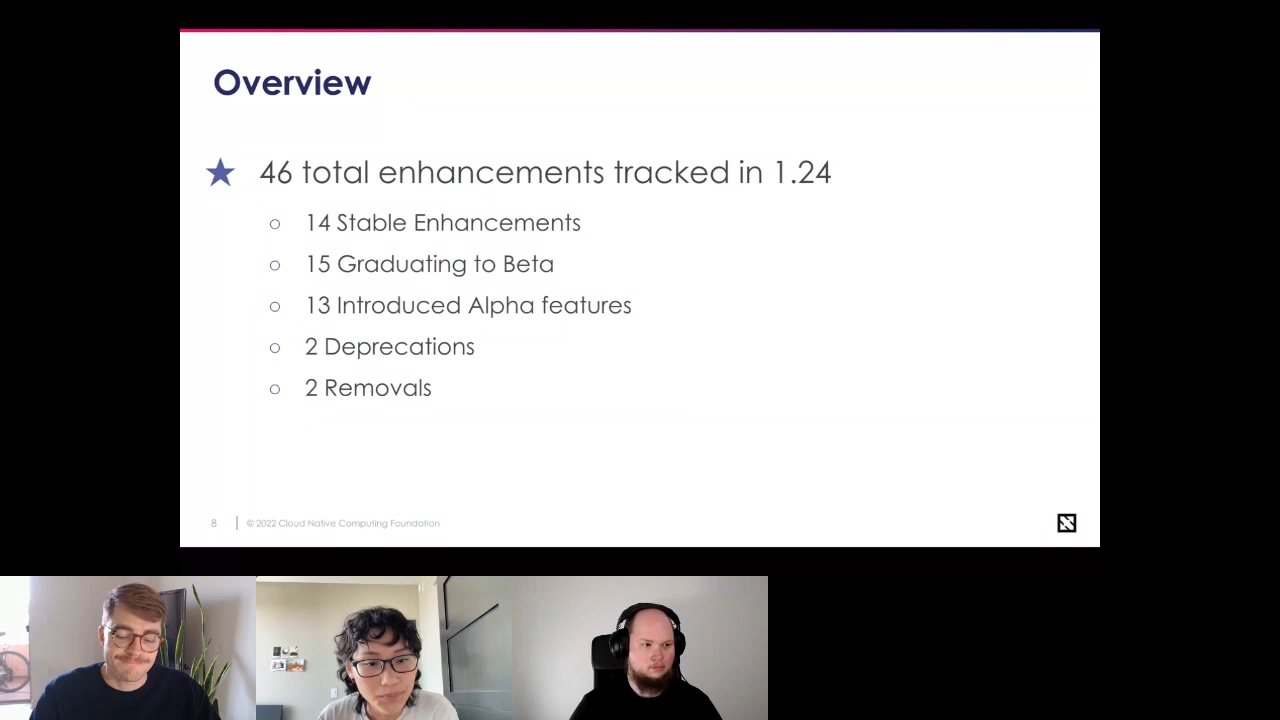 Overview
46 total enhancements tracked in 1.24
14 Stable Enhancements
15 Graduating to Beta
13 Introduced Alpha features
2 Deprecations
2 Removals
8
© 2022 Cloud Native Computing Foundation